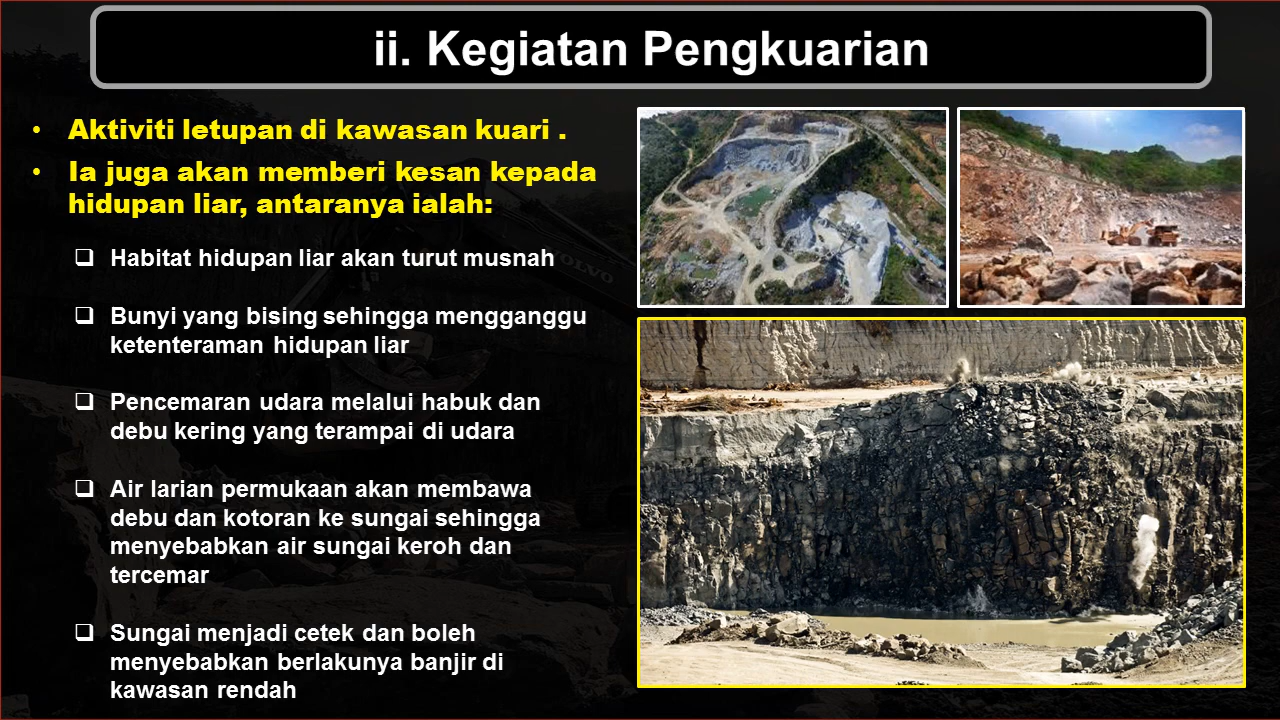 ii. Kegiatan Pengkuarian
• Aktiviti letupan di kawasan kuari .
• Ia juga akan memberi kesan kepada
hidupan liar, antaranya ialah:
❑ Habitat hidupan liar akan turut musnah
VOLVO
❑ Bunyi yang bising sehingga mengganggu
ketenteraman hidupan liar
❑ Pencemaran udara melalui habuk dan
debu kering yang terampai di udara
❑ Air larian permukaan akan membawa
debu dan kotoran ke sungai sehingga
menyebabkan air sungai keroh dan
tercemar
❑ Sungai menjadi cetek dan boleh
menyebabkan berlakunya banjir di
kawasan rendah